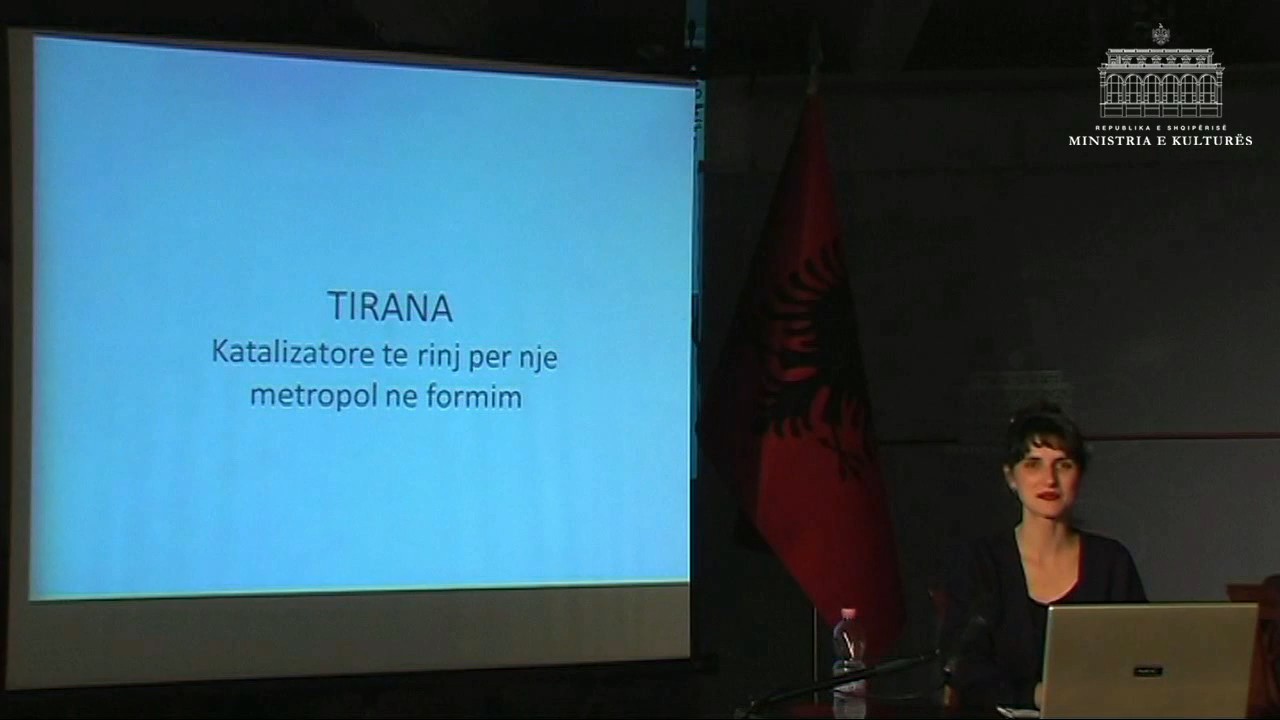 TIRANA
Katalizatore te rinj per nje
metropol ne formim
REPUBLIKA E SHQIPËRISË
MINISTRIA E KULTURËS